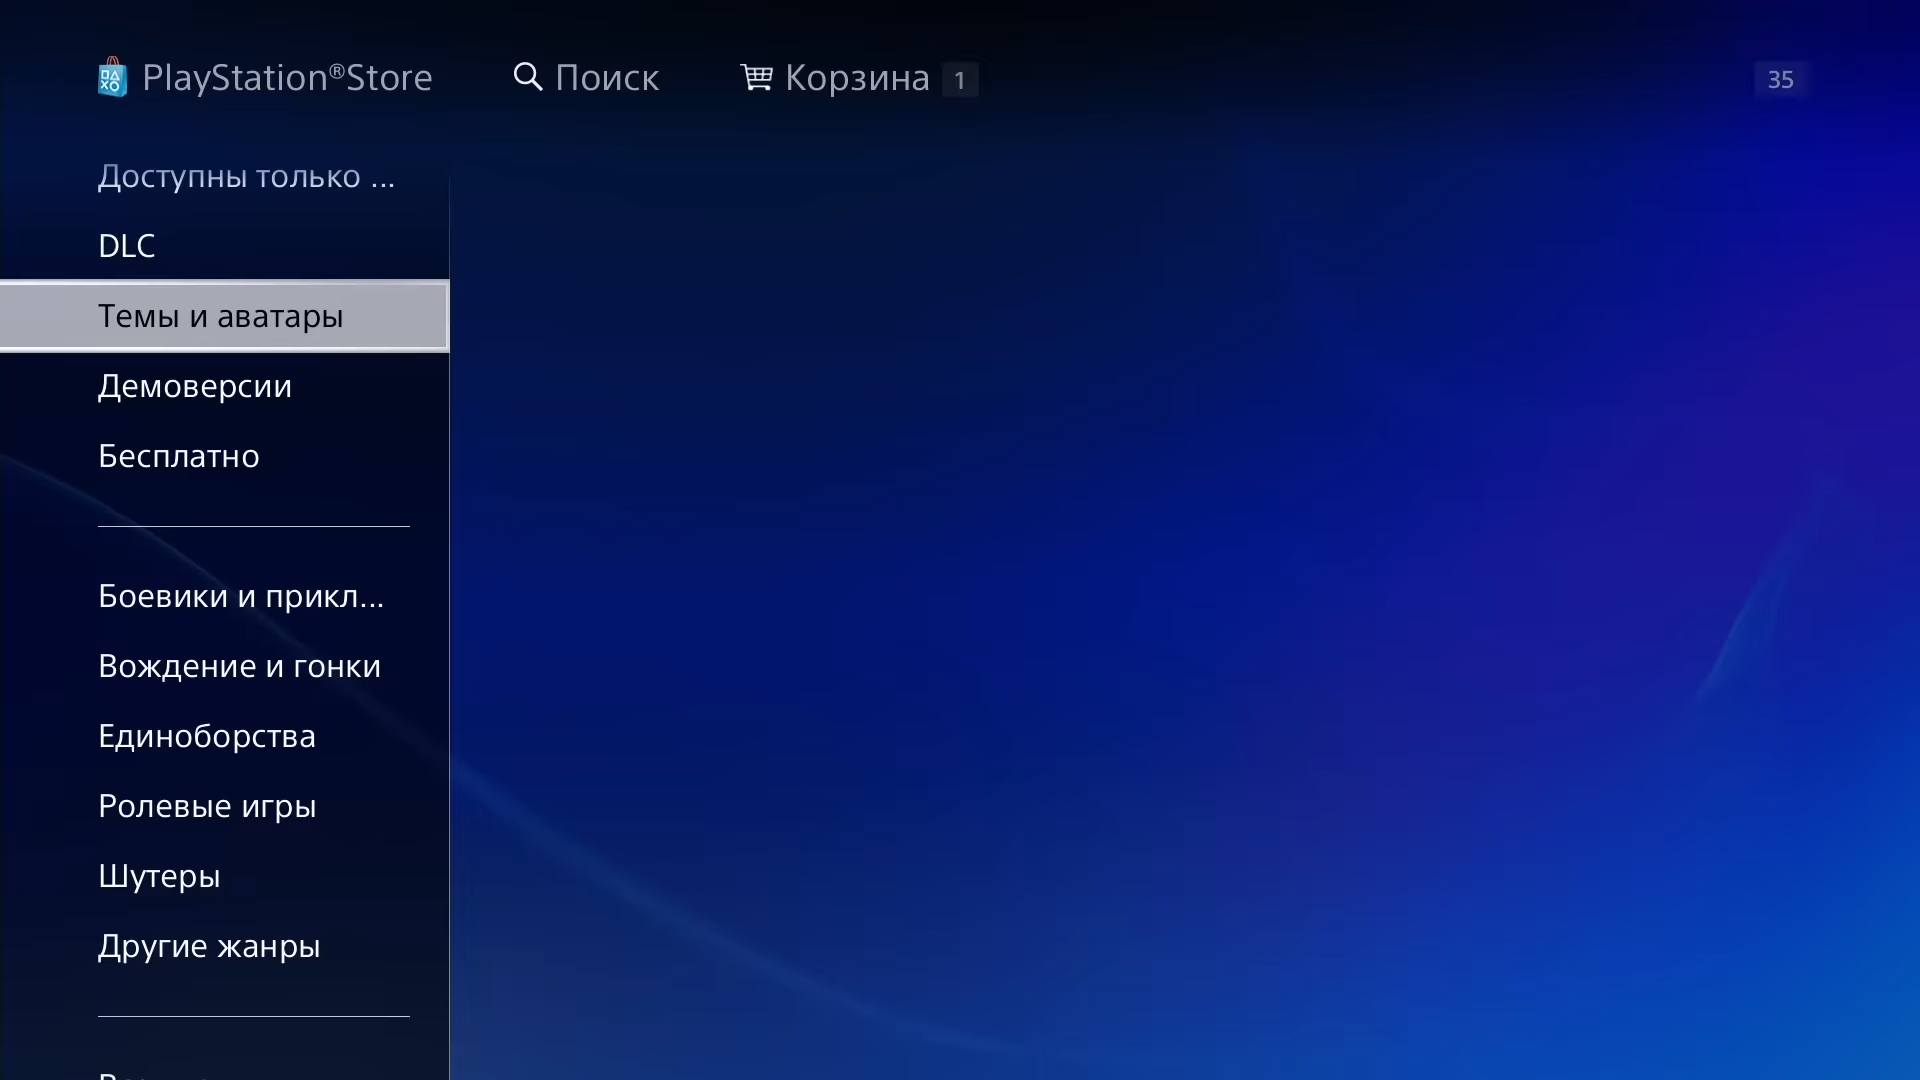 PlayStation®Store
Поиск
Корзина 1
35
Доступны только ...
DLC
Темы и аватары
Демоверсии
Бесплатно
Боевики и прикл...
Вождение и гонки
Единоборства
Ролевые игры
Шутеры
Другие жанры